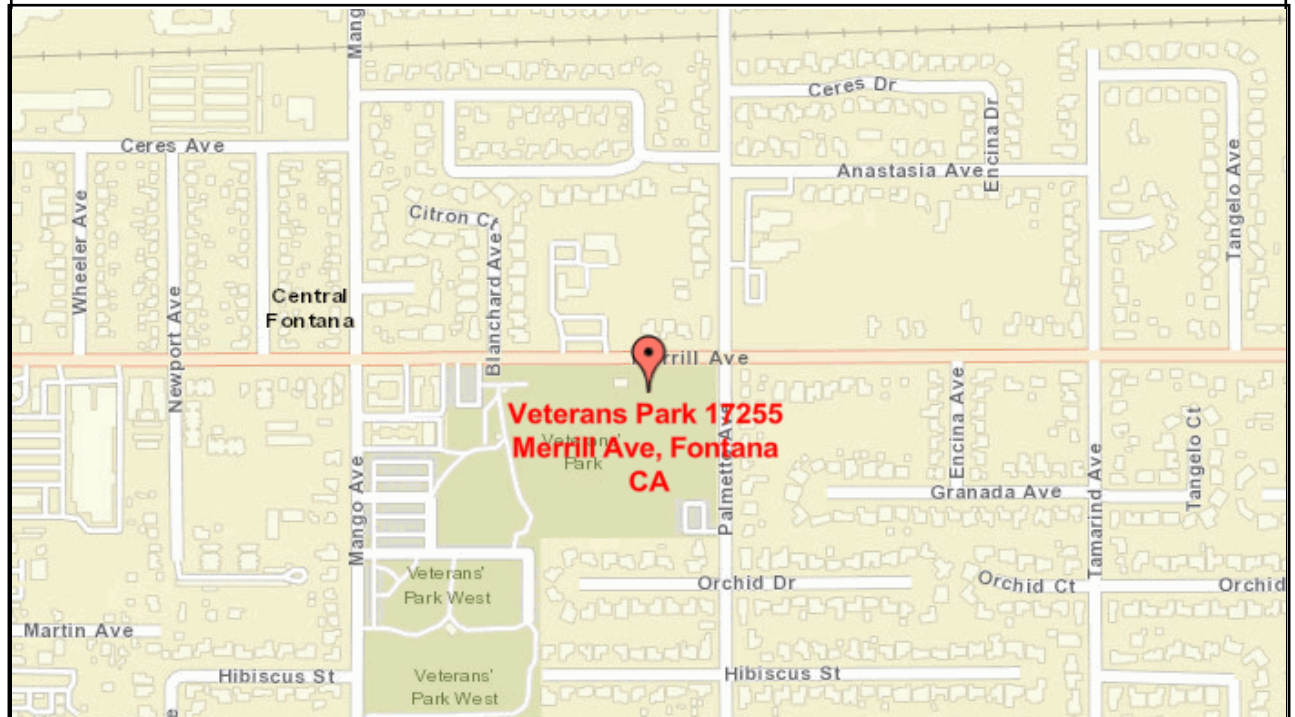 Mang
Ceres Dr
Encina Dr
Ceres Ave
Anastasia Ave
Tangelo Ave
Wheeler Ave
Citron Ct
Blanchard Ave
Newport Ave
Central
Fontana
Merrill Ave
Veterans Park 17255
Merrill Ave, Fontana
CA
Veterans'
Park
Palmetto Ave
Encina Ave
Tangelo Ct
Mango Ave
Granada Ave
Tamarind Ave
Veterans'
Park West
Orchid Dr
Orchid Ct
Orchid
Martin Ave
Hibiscus St
Veterans'
Park West
Hibiscus St
e